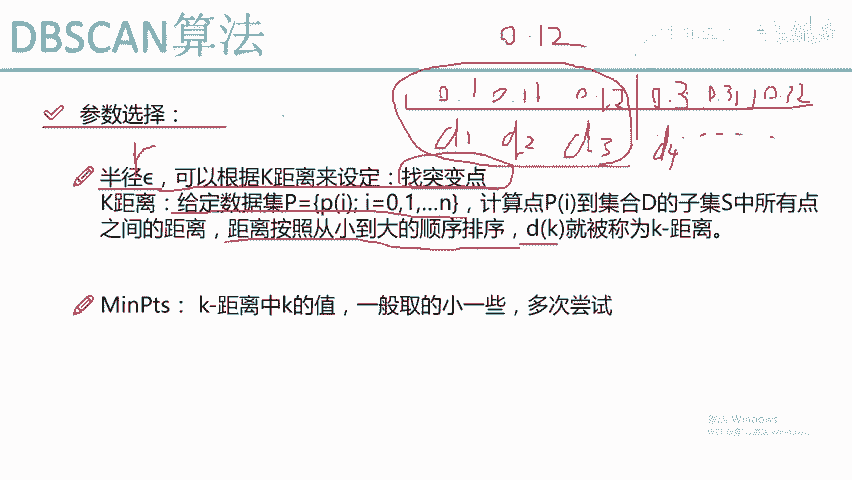 DBSCAN算法
0.12
0.1 0.11 0.12 0.3 0.31 0.32
d1 d2 d3 d4
参数选择：
r
半径ϵ，可以根据K距离来设定：找突变点
K距离：给定数据集P={p(i); i=0,1,…n}，计算点P(i)到集合D的子集S中所有点
之间的距离，距离按照从小到大的顺序排序，d(k)就被称为k-距离。
MinPts： k-距离中k的值，一般取的小一些，多次尝试
激活 Windows